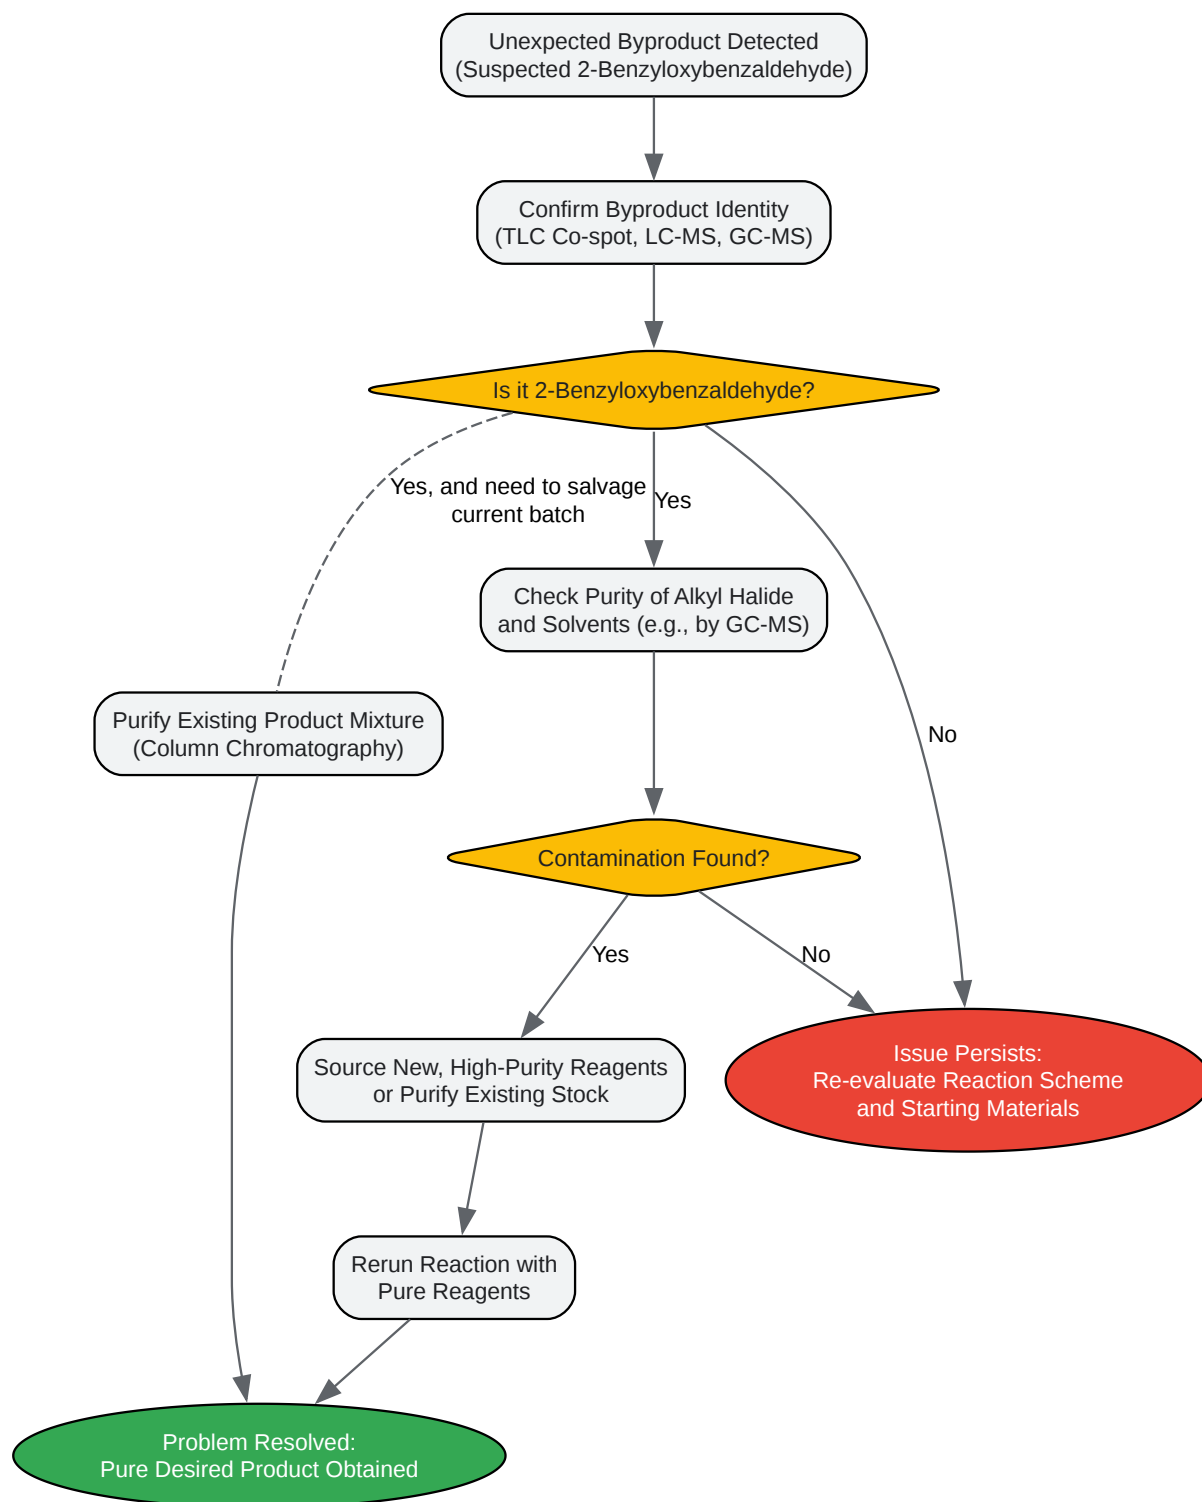 Unexpected Byproduct Detected
(Suspected 2-Benzyloxybenzaldehyde)
Confirm Byproduct Identity
(TLC Co-spot, LC-MS, GC-MS)
Is it 2-Benzyloxybenzaldehyde?
Yes, and need to salvage
current batch
Yes
Check Purity of Alkyl Halide
and Solvents (e.g., by GC-MS)
Purify Existing Product Mixture
(Column Chromatography)
No
Contamination Found?
Yes
No
Source New, High-Purity Reagents
or Purify Existing Stock
Issue Persists:
Re-evaluate Reaction Scheme
and Starting Materials
Rerun Reaction with
Pure Reagents
Problem Resolved:
Pure Desired Product Obtained